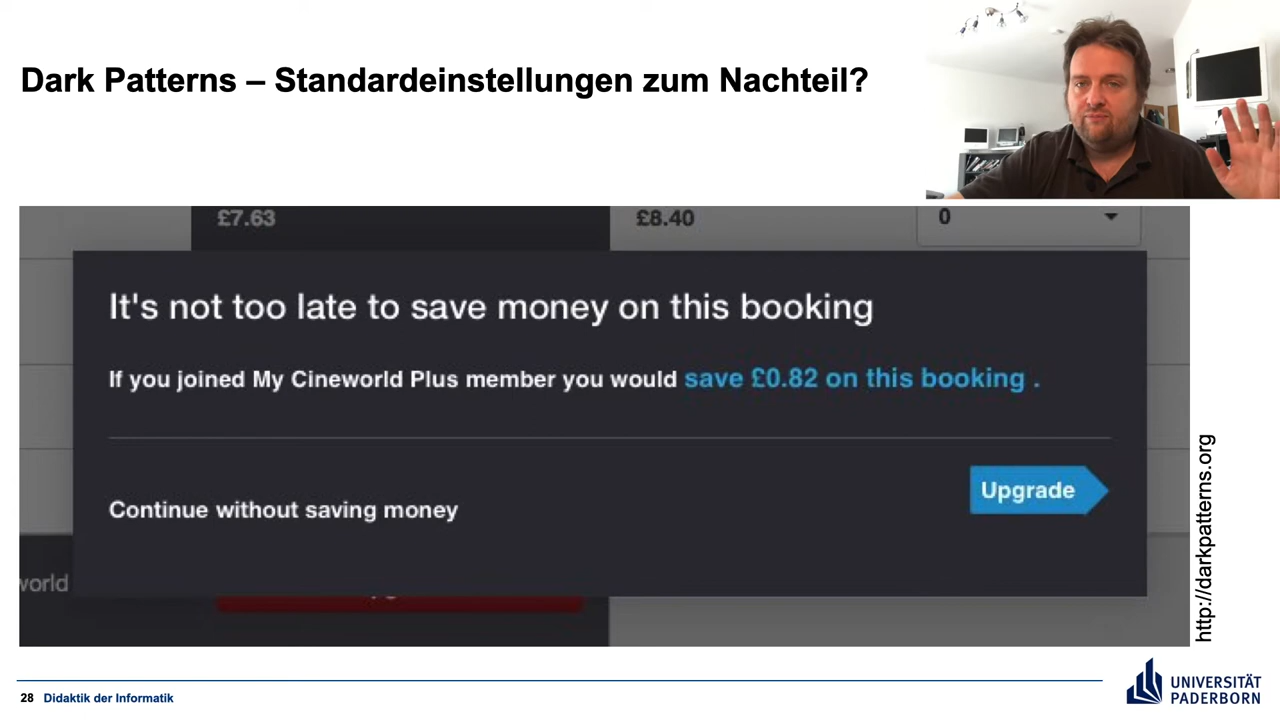 Dark Patterns – Standardeinstellungen zum Nachteil?
£7.63
£8.40
0
It's not too late to save money on this booking
If you joined My Cineworld Plus member you would save £0.82 on this booking .
Upgrade
Continue without saving money
world
http://darkpatterns.org
28 Didaktik der Informatik
UNIVERSITÄT
PADERBORN